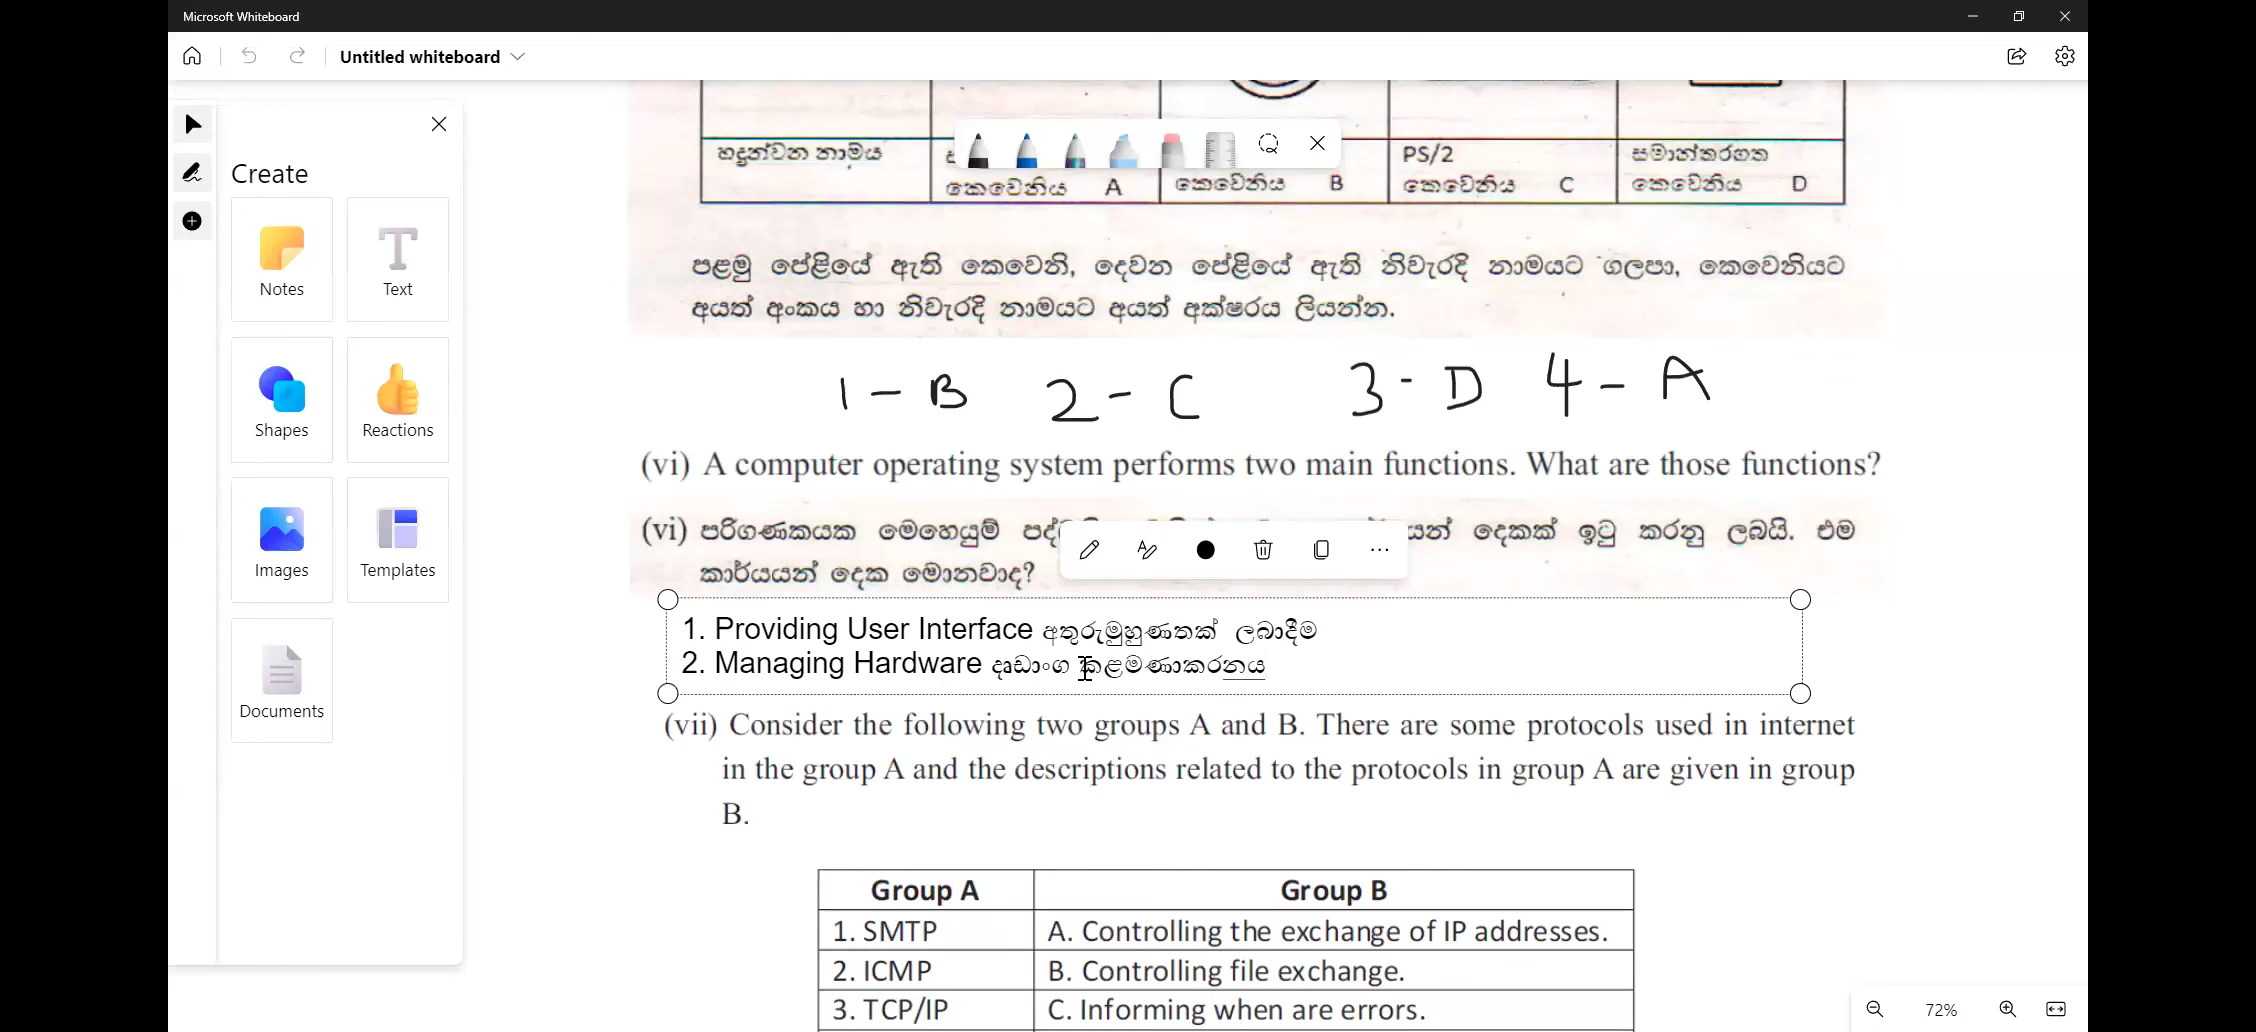 Microsoft Whiteboard
Untitled whiteboard
Create
Notes
Text
Shapes
Reactions
Images
Templates
Documents
හඳුන්වන නාමය
කෙවෙනිය A
කෙවෙනිය B
PS/2
කෙවෙනිය C
සමාන්තරගත
කෙවෙනිය D
පළමු පේළියේ ඇති කෙවෙනි, දෙවන පේළියේ ඇති නිවැරදි නාමයට ගලපා, කෙවෙනියට
අයත් අංකය හා නිවැරදි නාමයට අයත් අක්ෂරය ලියන්න.
1 - B 2 - C 3 - D 4 - A
(vi) A computer operating system performs two main functions. What are those functions?
(vi) පරිගණකයක මෙහෙයුම් දෙකක් ඉටු කරනු ලබයි. එම
කාර්යයන් දෙක මොනවාද?
1. Providing User Interface අතුරුමුහුණතක් ලබාදීම
2. Managing Hardware දෘඩාංග කළමණාකරනය
(vii) Consider the following two groups A and B. There are some protocols used in internet
in the group A and the descriptions related to the protocols in group A are given in group
B.
Group A Group B
1. SMTP A. Controlling the exchange of IP addresses.
2. ICMP B. Controlling file exchange.
3. TCP/IP C. Informing when are errors.
72%